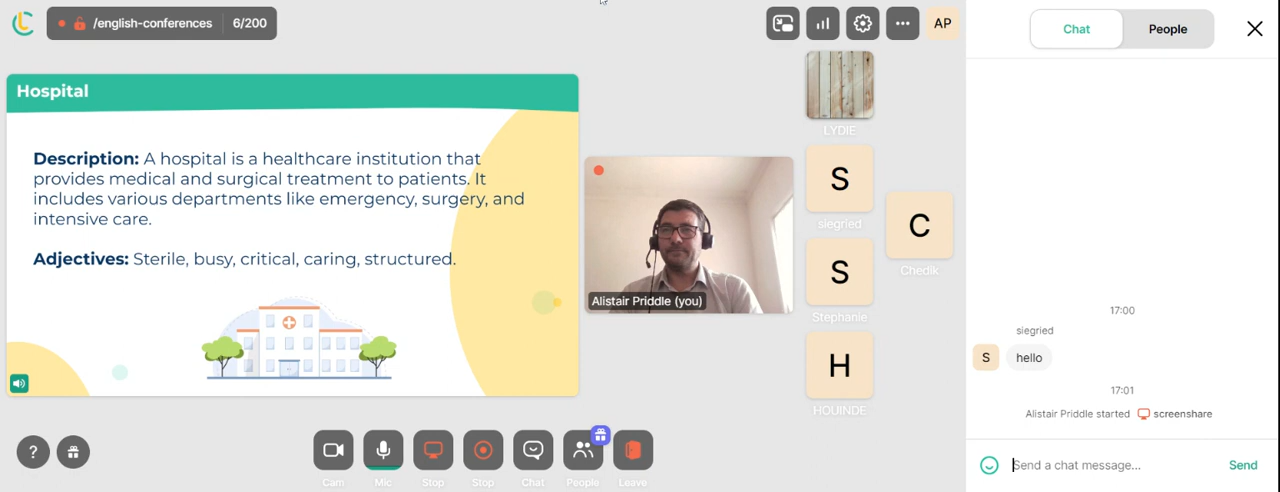 /english-conferences 6/200
AP
Chat People
Hospital
Description: A hospital is a healthcare institution that
provides medical and surgical treatment to patients. It
includes various departments like emergency, surgery, and
intensive care.
Adjectives: Sterile, busy, critical, caring, structured.
Alistair Priddle (you)
LYDIE
S
siegried
S
Stephanie
H
HOUINDE
C
Chedik
17:00
siegried
S hello
17:01
Alistair Priddle started screenshare
Send a chat message... Send
?
Cam Mic Stop Stop Chat People Leave